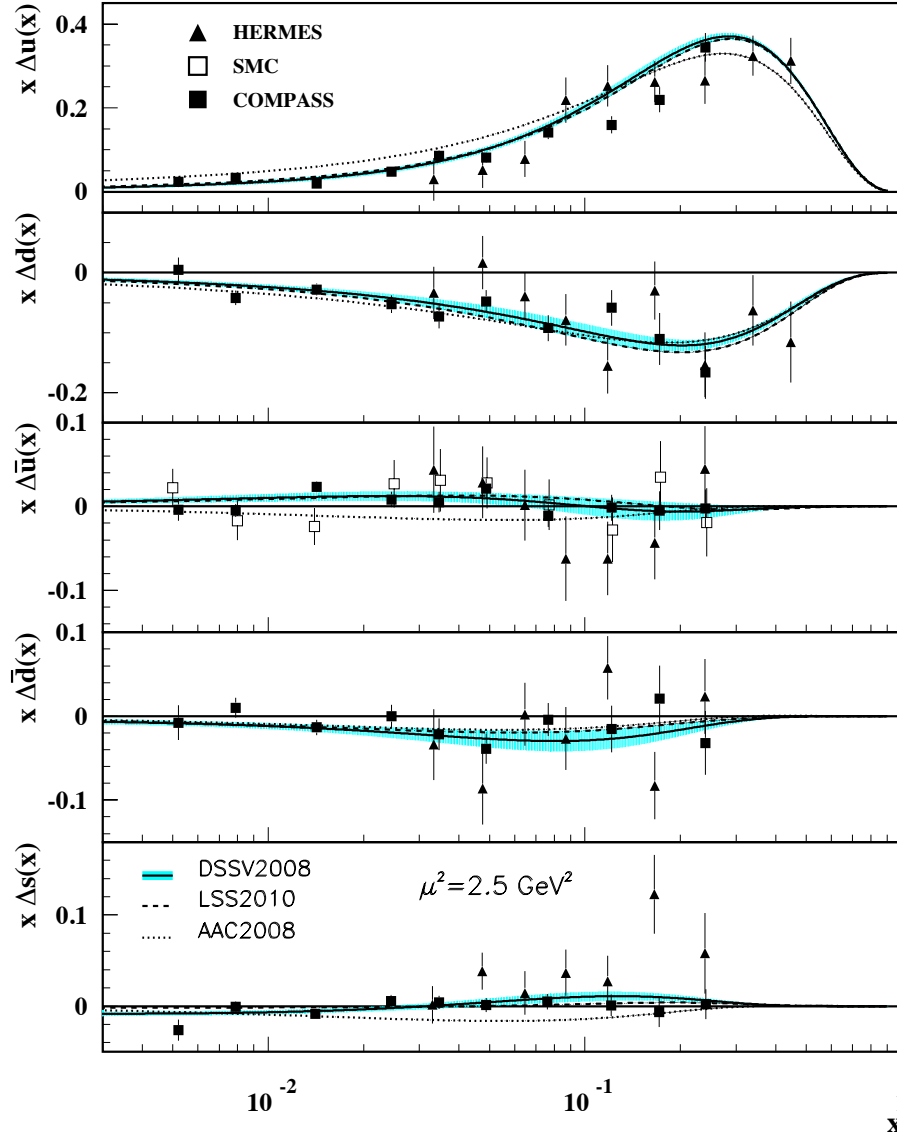 x Δu(x)
0.4
0.2
0
HERMES
SMC
COMPASS
x Δd(x)
0
-0.2
x Δū(x)
0.1
0
-0.1
x Δd̄(x)
0.1
0
-0.1
x Δs(x)
0.1
0
DSSV2008
LSS2010
AAC2008
μ²=2.5 GeV²
10⁻²
10⁻¹
x